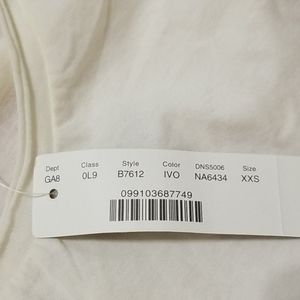 Dept Class Style Color DNS5006 Size
GA8 0L9 B7612 IVO NA6434 XXS
099103687749